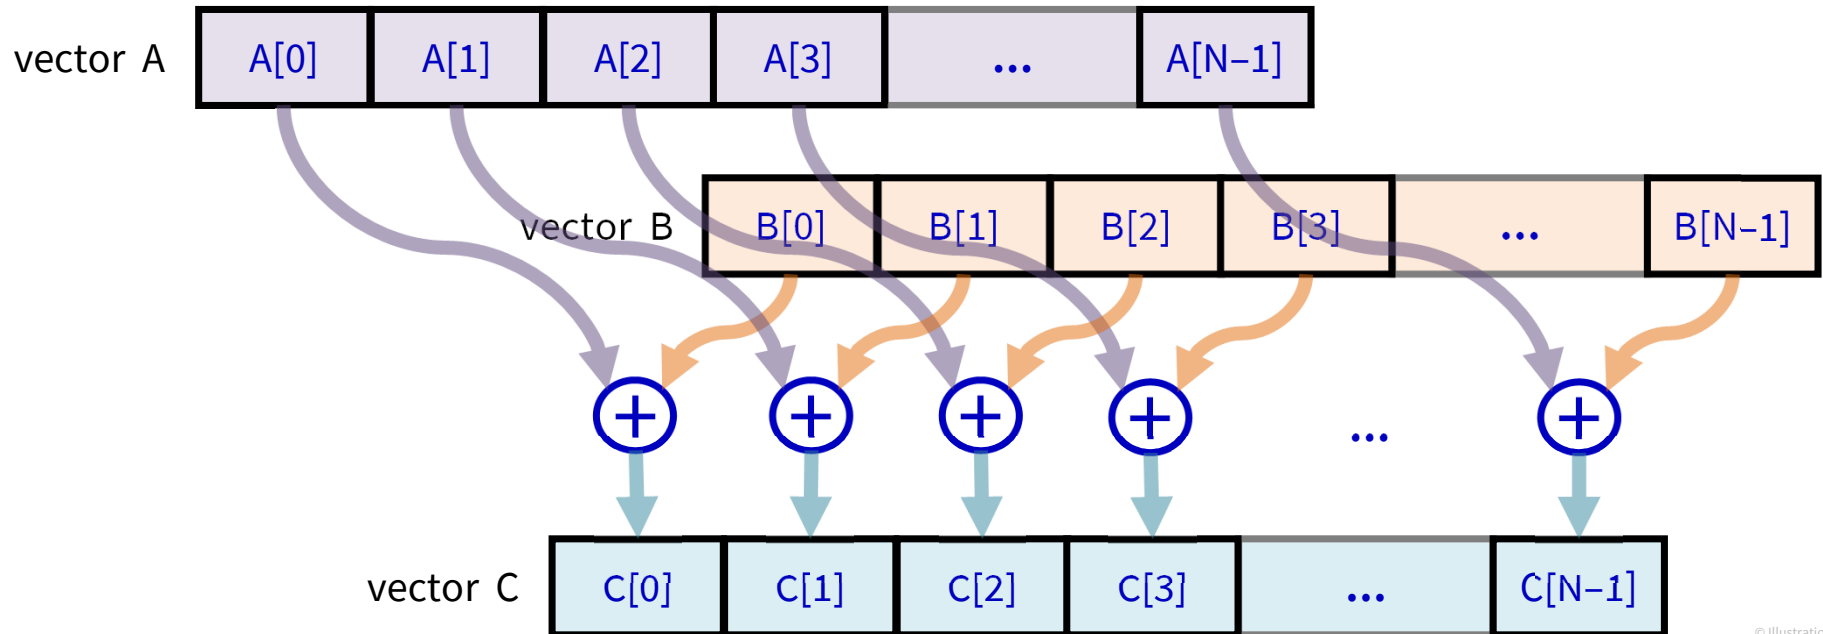 vector A A[0] A[1] A[2] A[3] ... A[N–1]
vector B B[0] B[1] B[2] B[3] ... B[N–1]
+ + + + ... +
vector C C[0] C[1] C[2] C[3] ... C[N–1]
©